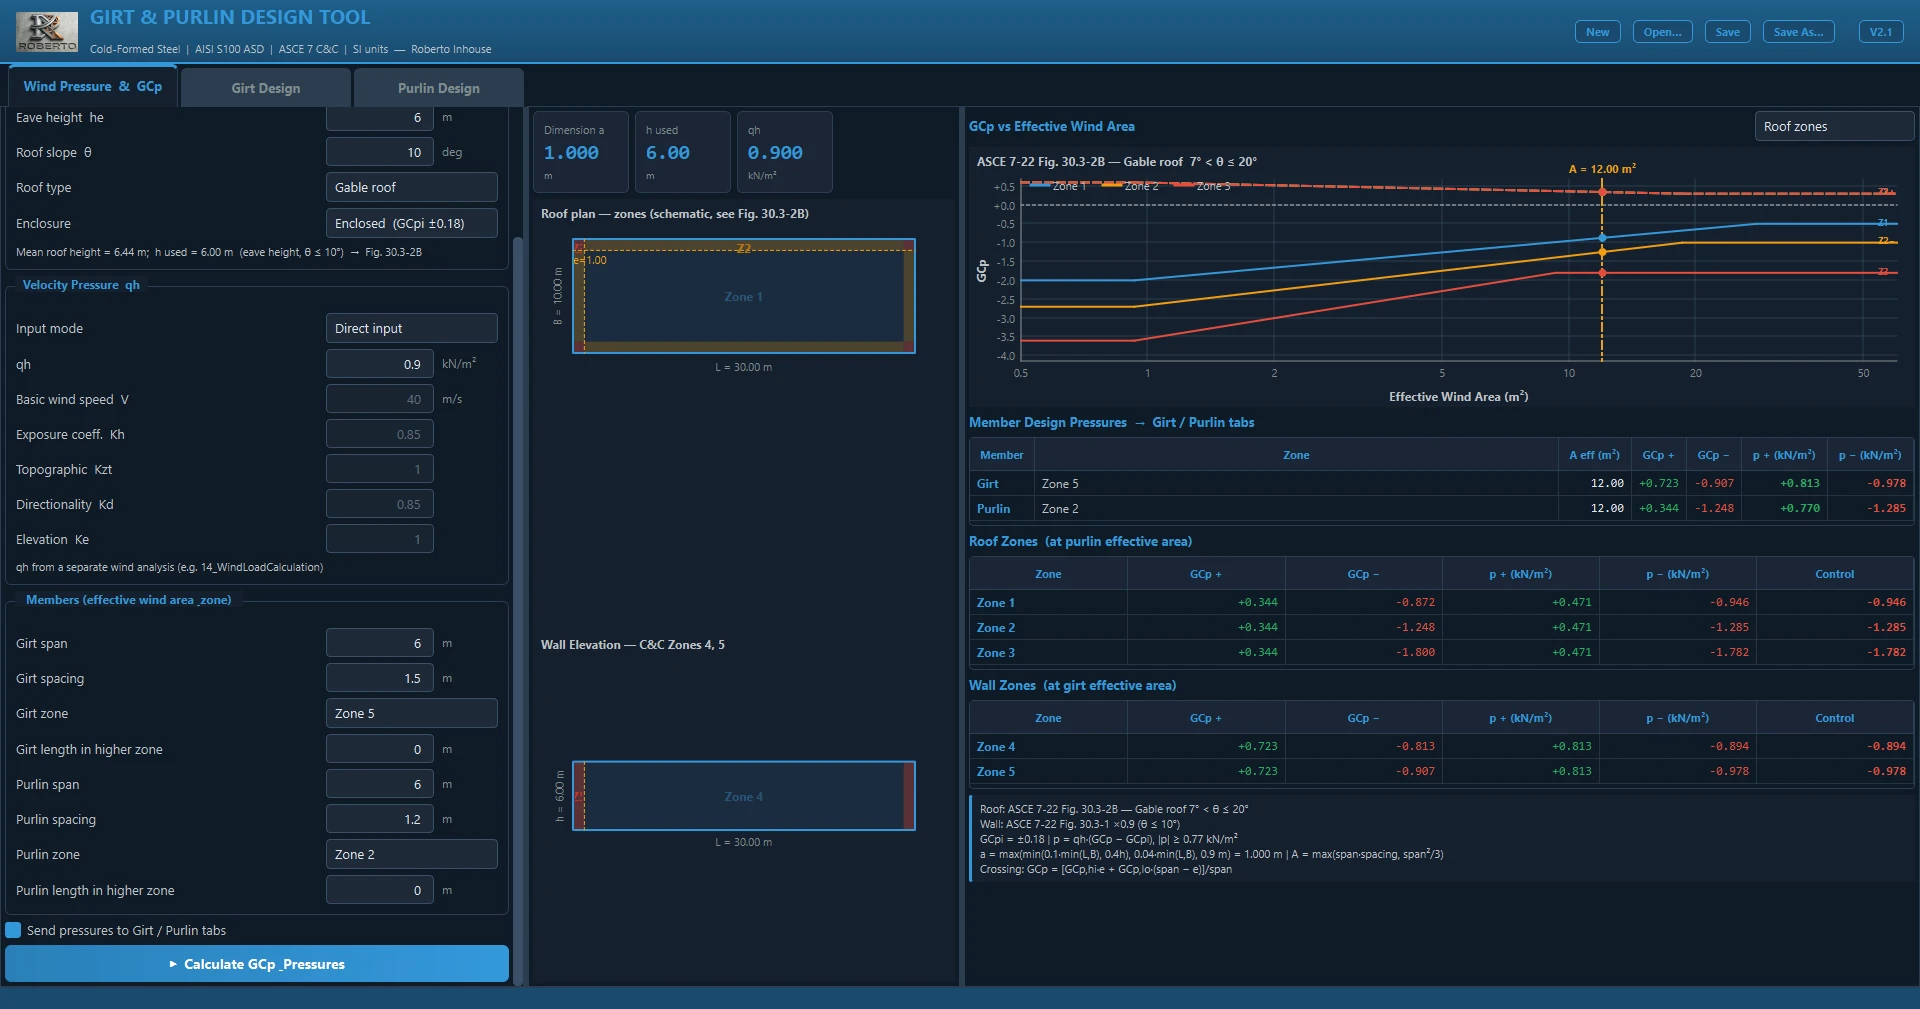 ROBERTO
GIRT & PURLIN DESIGN TOOL
Cold-Formed Steel | AISI S100 ASD | ASCE 7 C&C | SI units — Roberto Inhouse
New
Open...
Save
Save As...
V2.1
Wind Pressure & GCp
Girt Design
Purlin Design
Eave height he
6
m
Roof slope θ
10
deg
Roof type
Gable roof
Enclosure
Enclosed (GCpi ±0.18)
Mean roof height = 6.44 m; h used = 6.00 m (eave height, θ ≤ 10°) → Fig. 30.3-2B
Velocity Pressure qh
Input mode
Direct input
qh
0.9
kN/m²
Basic wind speed V
40
m/s
Exposure coeff. Kh
0.85
Topographic Kzt
1
Directionality Kd
0.85
Elevation Ke
1
qh from a separate wind analysis (e.g. 14_WindLoadCalculation)
Members (effective wind area _zone)
Girt span
6
m
Girt spacing
1.5
m
Girt zone
Zone 5
Girt length in higher zone
0
m
Purlin span
6
m
Purlin spacing
1.2
m
Purlin zone
Zone 2
Purlin length in higher zone
0
m
Send pressures to Girt / Purlin tabs
▸ Calculate GCp _Pressures
Dimension a
1.000
m
h used
6.00
m
qh
0.900
kN/m²
Roof plan — zones (schematic, see Fig. 30.3-2B)
Z2
e=1.00
Zone 1
B = 10.00 m
L = 30.00 m
Wall Elevation — C&C Zones 4, 5
Zone 4
h = 6.00 m
L = 30.00 m
GCp vs Effective Wind Area
Roof zones
ASCE 7-22 Fig. 30.3-2B — Gable roof 7° < θ ≤ 20°
A = 12.00 m²
Zone 1
Zone 2
Zone 3
+0.5
+0.0
-0.5
-1.0
-1.5
-2.0
-2.5
-3.0
-3.5
-4.0
GCp
Z1
0.5
1
2
5
10
20
50
Effective Wind Area (m²)
Member Design Pressures → Girt / Purlin tabs
Member Zone A eff (m²) GCp + GCp − p + (kN/m²) p − (kN/m²)
Girt Zone 5 12.00 +0.723 -0.907 +0.813 -0.978
Purlin Zone 2 12.00 +0.344 -1.248 +0.770 -1.285
Roof Zones (at purlin effective area)
Zone GCp + GCp − p + (kN/m²) p − (kN/m²) Control
Zone 1 +0.344 -0.872 +0.471 -0.946 -0.946
Zone 2 +0.344 -1.248 +0.471 -1.285 -1.285
Zone 3 +0.344 -1.800 +0.471 -1.782 -1.782
Wall Zones (at girt effective area)
Zone GCp + GCp − p + (kN/m²) p − (kN/m²) Control
Zone 4 +0.723 -0.813 +0.813 -0.894 -0.894
Zone 5 +0.723 -0.907 +0.813 -0.978 -0.978
Roof: ASCE 7-22 Fig. 30.3-2B — Gable roof 7° < θ ≤ 20°
Wall: ASCE 7-22 Fig. 30.3-1 ×0.9 (θ ≤ 10°)
GCpi = ±0.18 | p = qh·(GCp − GCpi), |p| ≥ 0.77 kN/m²
a = max(min(0.1·min(L,B), 0.4h), 0.04·min(L,B), 0.9 m) = 1.000 m | A = max(span·spacing, span²/3)
Crossing: GCp = [GCp,hi·e + GCp,lo·(span − e)]/span